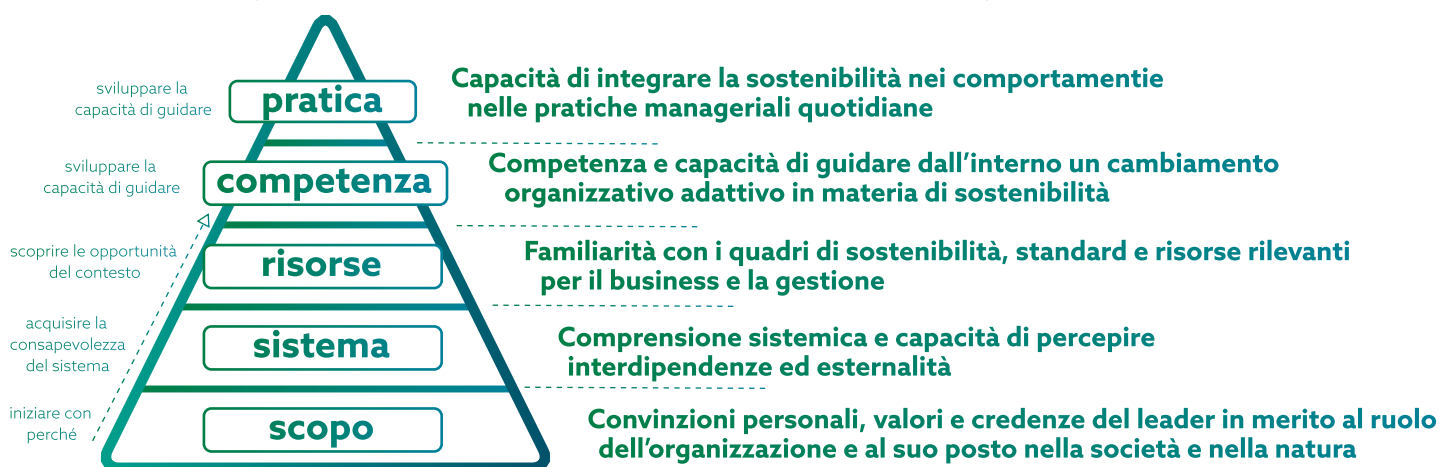 sviluppare la
capacità di guidare
pratica
Capacità di integrare la sostenibilità nei comportamentie
nelle pratiche manageriali quotidiane
sviluppare la
capacità di guidare
competenza
Competenza e capacità di guidare dall’interno un cambiamento
organizzativo adattivo in materia di sostenibilità
scoprire le opportunità
del contesto
risorse
Familiarità con i quadri di sostenibilità, standard e risorse rilevanti
per il business e la gestione
acquisire la
consapevolezza
del sistema
sistema
Comprensione sistemica e capacità di percepire
interdipendenze ed esternalità
iniziare con
perché
scopo
Convinzioni personali, valori e credenze del leader in merito al ruolo
dell’organizzazione e al suo posto nella società e nella natura